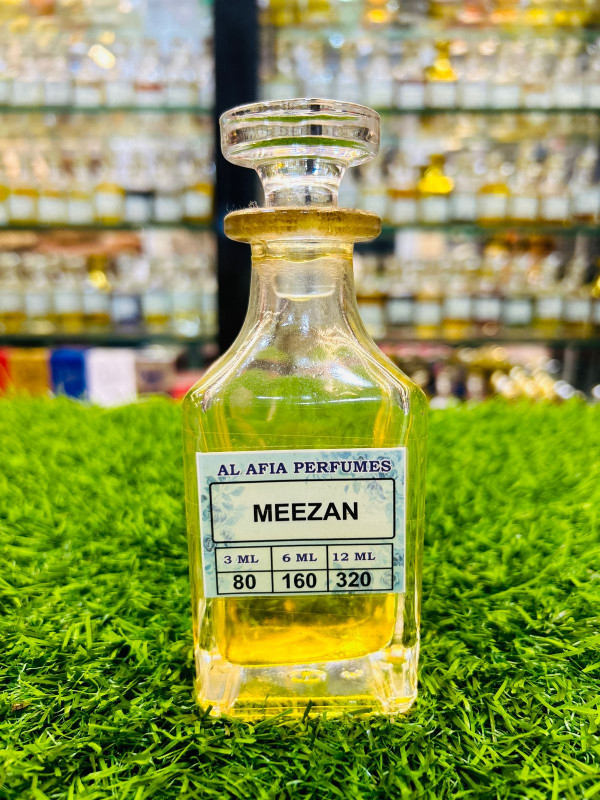 AL AFIA PERFUMES
MEEZAN
3 ML 6 ML 12 ML
80 160 320